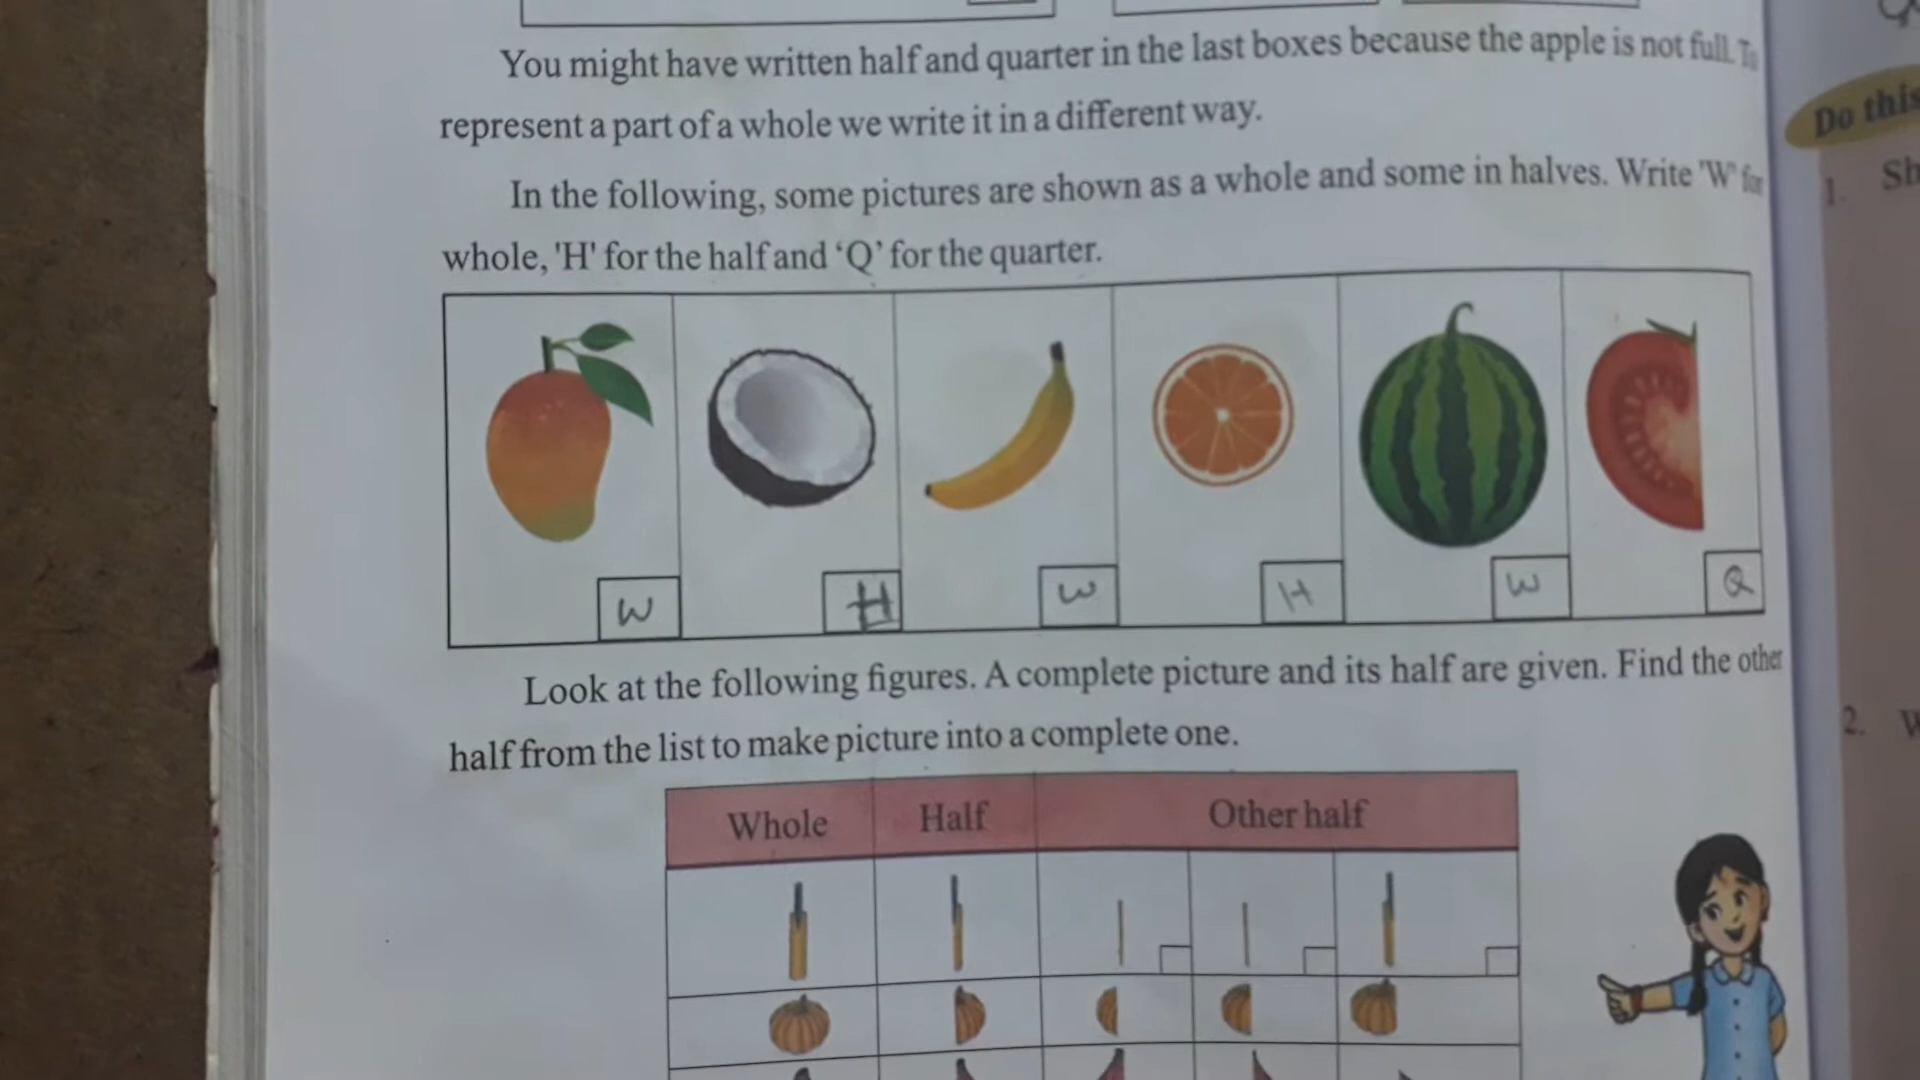 You might have written half and quarter in the last boxes because the apple is not full. To
represent a part of a whole we write it in a different way.
In the following, some pictures are shown as a whole and some in halves. Write 'W' for
whole, 'H' for the half and ‘Q’ for the quarter.
W H W H W Q
Look at the following figures. A complete picture and its half are given. Find the other
half from the list to make picture into a complete one.
Whole Half Other half
Do this
1.
2.